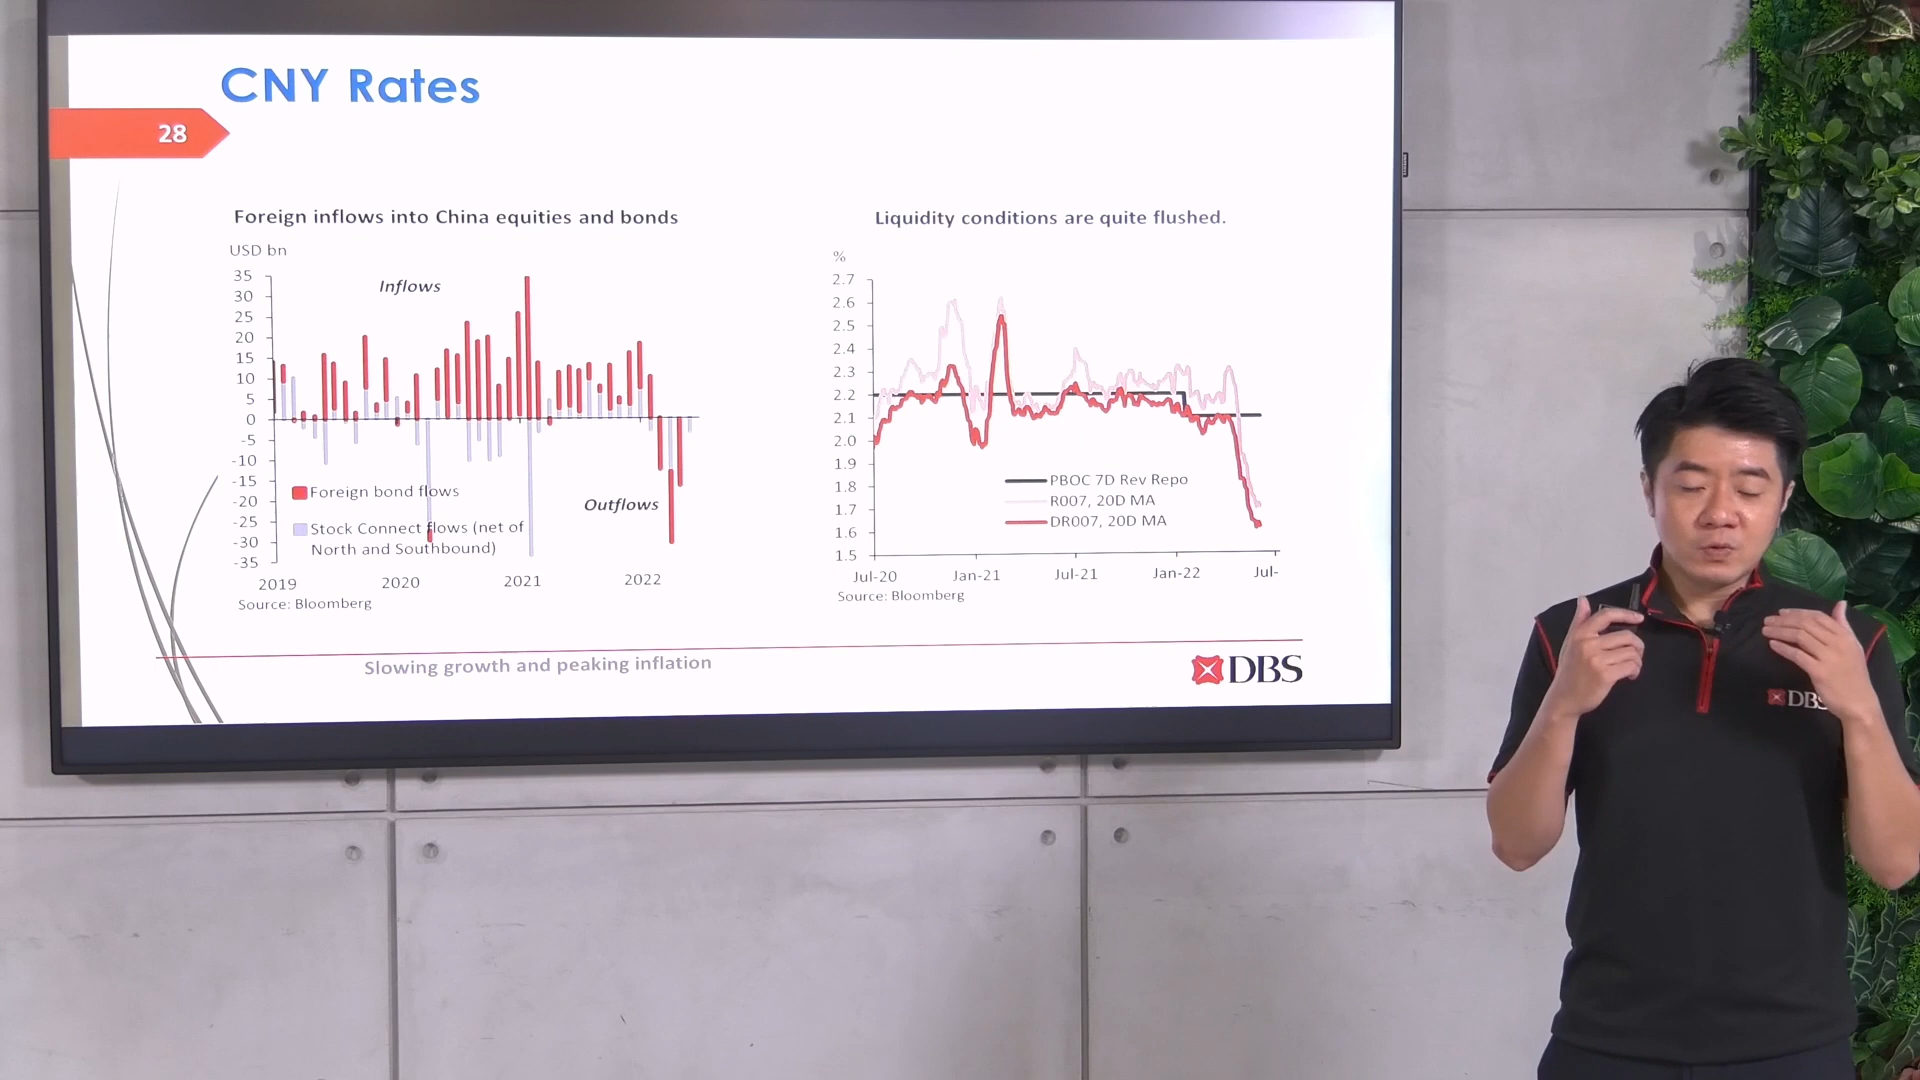 CNY Rates
28
Foreign inflows into China equities and bonds
USD bn
35
30
25
20
15
10
5
0
-5
-10
-15
-20
-25
-30
-35
Inflows
Outflows
Foreign bond flows
Stock Connect flows (net of
North and Southbound)
2019 2020 2021 2022
Source: Bloomberg
Liquidity conditions are quite flushed.
%
2.7
2.6
2.5
2.4
2.3
2.2
2.1
2.0
1.9
1.8
1.7
1.6
1.5
PBOC 7D Rev Repo
R007, 20D MA
DR007, 20D MA
Jul-20 Jan-21 Jul-21 Jan-22 Jul-
Source: Bloomberg
Slowing growth and peaking inflation
DBS
DBS